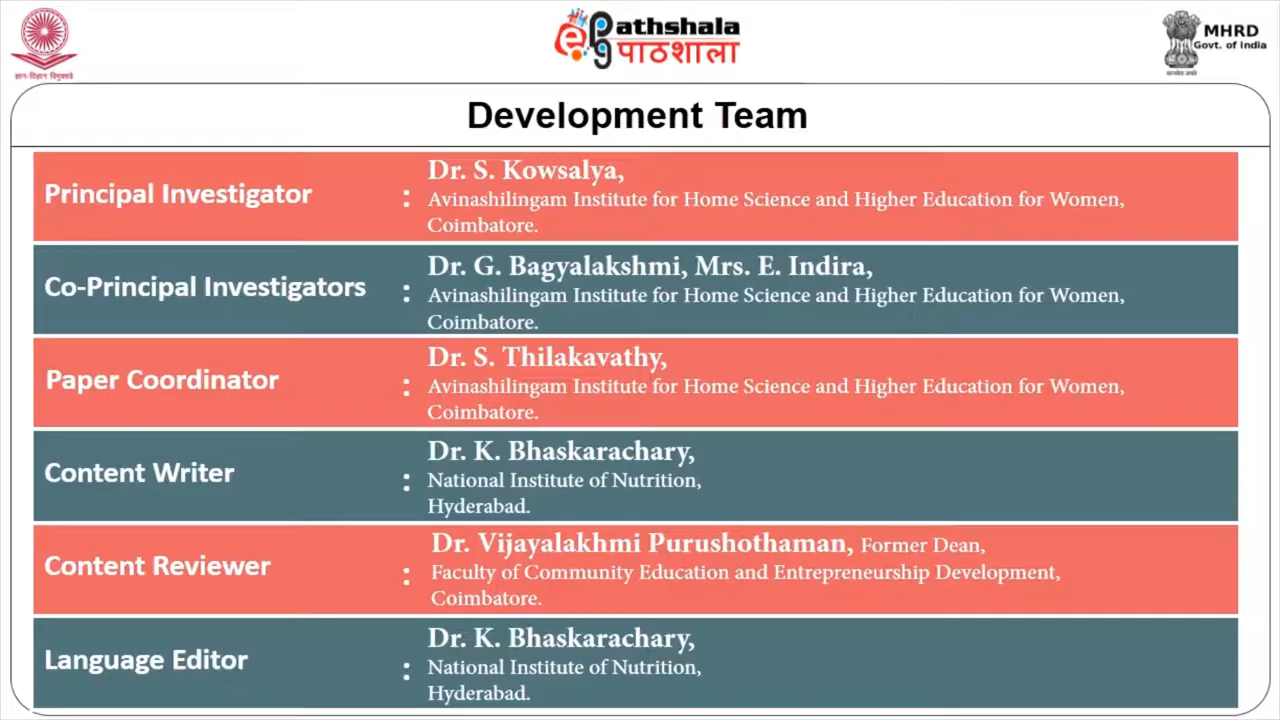 ज्ञान-विज्ञान विमुक्तये
e Pathshala
पाठशाला
MHRD
Govt. of India
सत्यमेव जयते
Development Team
Principal Investigator : Dr. S. Kowsalya,
Avinashilingam Institute for Home Science and Higher Education for Women,
Coimbatore.
Co-Principal Investigators : Dr. G. Bagyalakshmi, Mrs. E. Indira,
Avinashilingam Institute for Home Science and Higher Education for Women,
Coimbatore.
Paper Coordinator : Dr. S. Thilakavathy,
Avinashilingam Institute for Home Science and Higher Education for Women,
Coimbatore.
Content Writer : Dr. K. Bhaskarachary,
National Institute of Nutrition,
Hyderabad.
Content Reviewer : Dr. Vijayalakhmi Purushothaman, Former Dean,
Faculty of Community Education and Entrepreneurship Development,
Coimbatore.
Language Editor : Dr. K. Bhaskarachary,
National Institute of Nutrition,
Hyderabad.